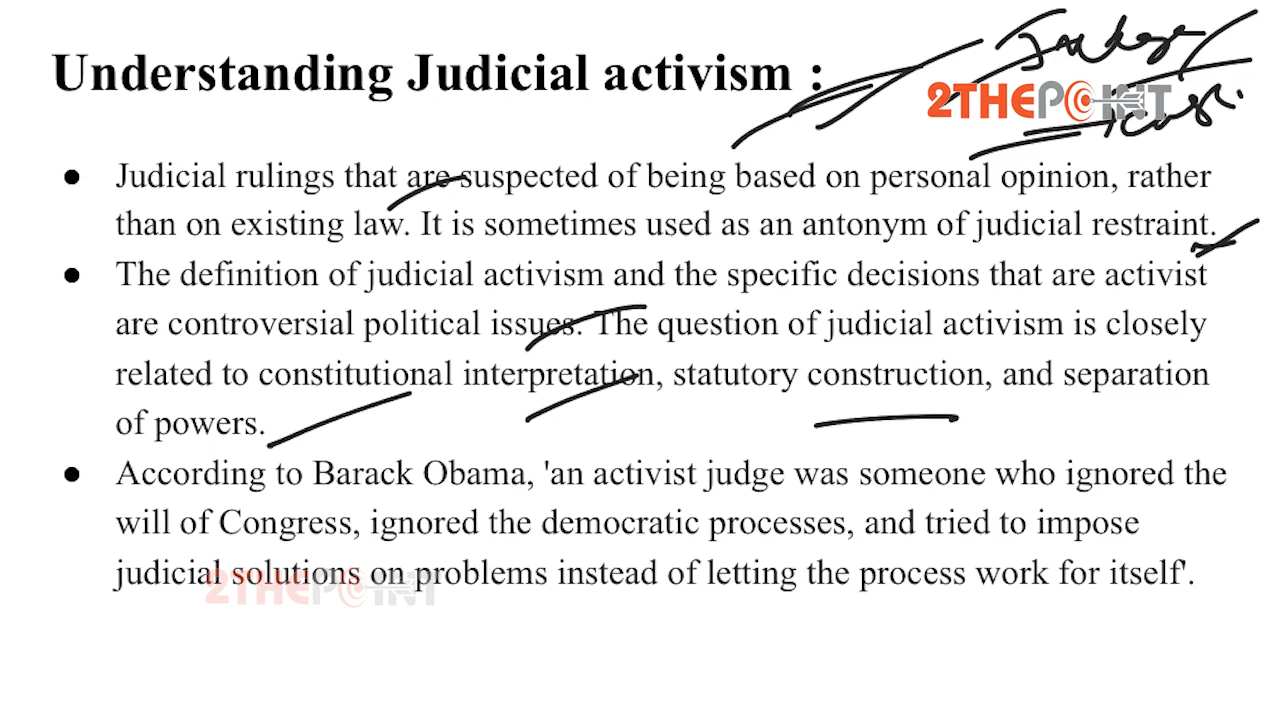 Understanding Judicial activism :
2THEPOINT
● Judicial rulings that are suspected of being based on personal opinion, rather
than on existing law. It is sometimes used as an antonym of judicial restraint.
● The definition of judicial activism and the specific decisions that are activist
are controversial political issues. The question of judicial activism is closely
related to constitutional interpretation, statutory construction, and separation
of powers.
● According to Barack Obama, 'an activist judge was someone who ignored the
will of Congress, ignored the democratic processes, and tried to impose
judicial solutions on problems instead of letting the process work for itself'.
2THEPOINT